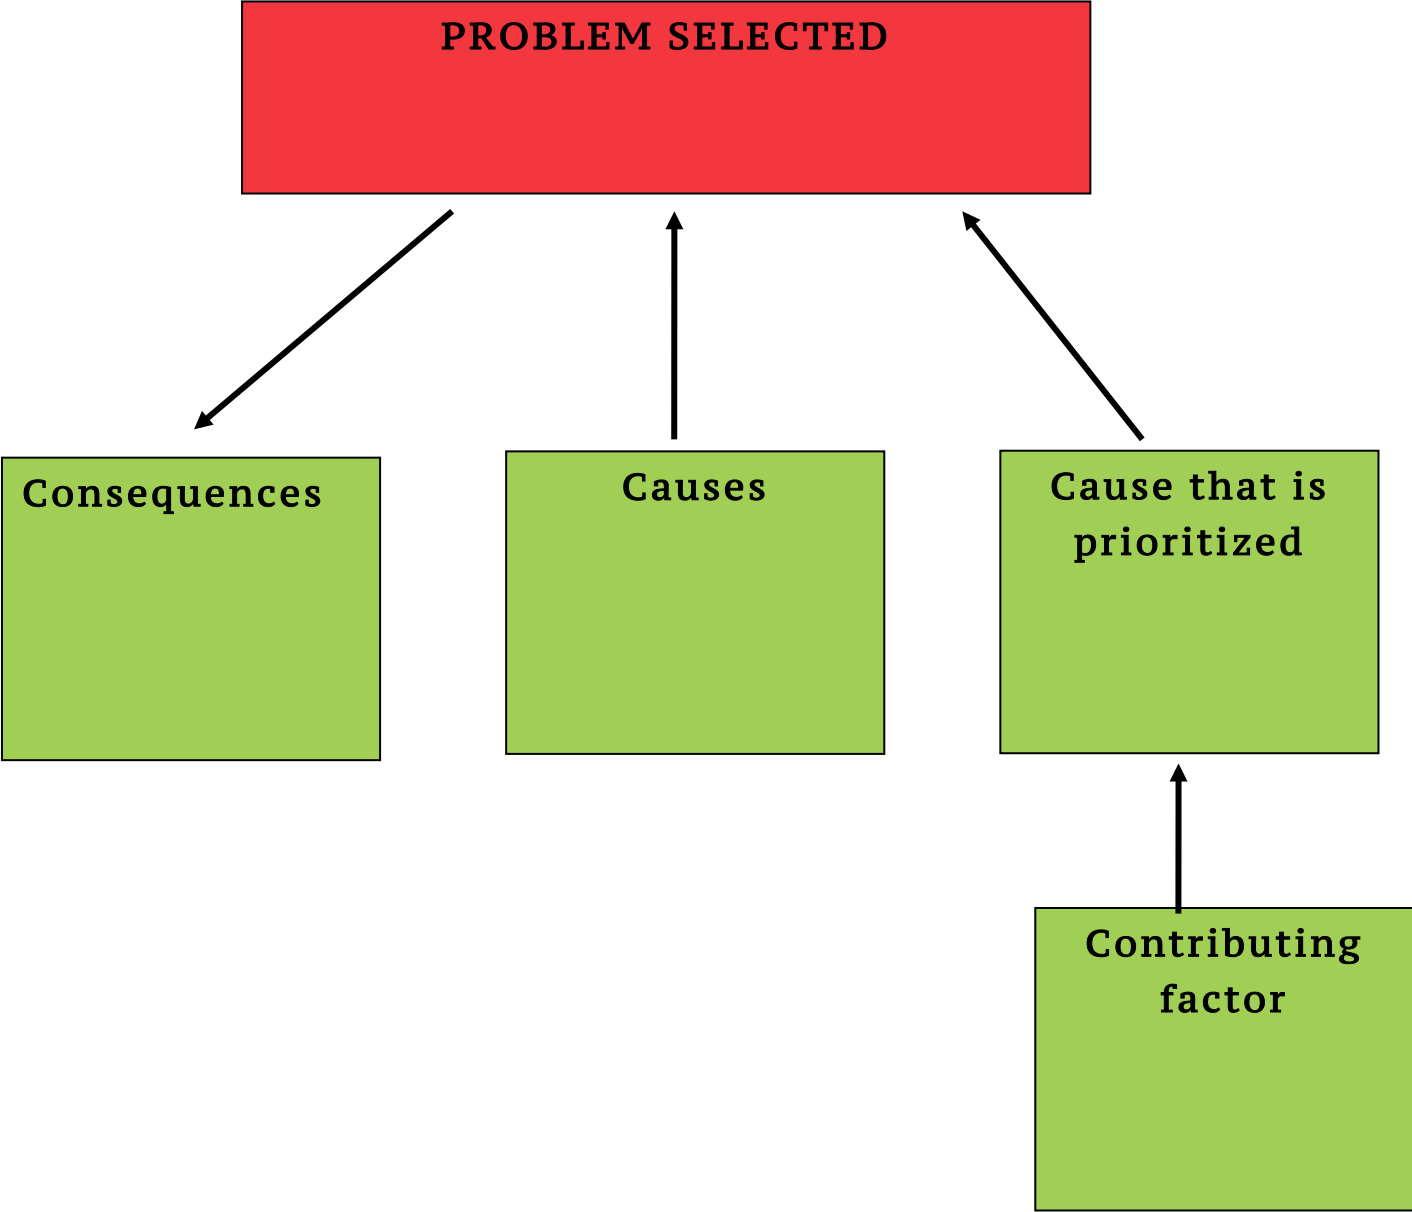 PROBLEM SELECTED
Consequences
Causes
Cause that is
prioritized
Contributing
factor